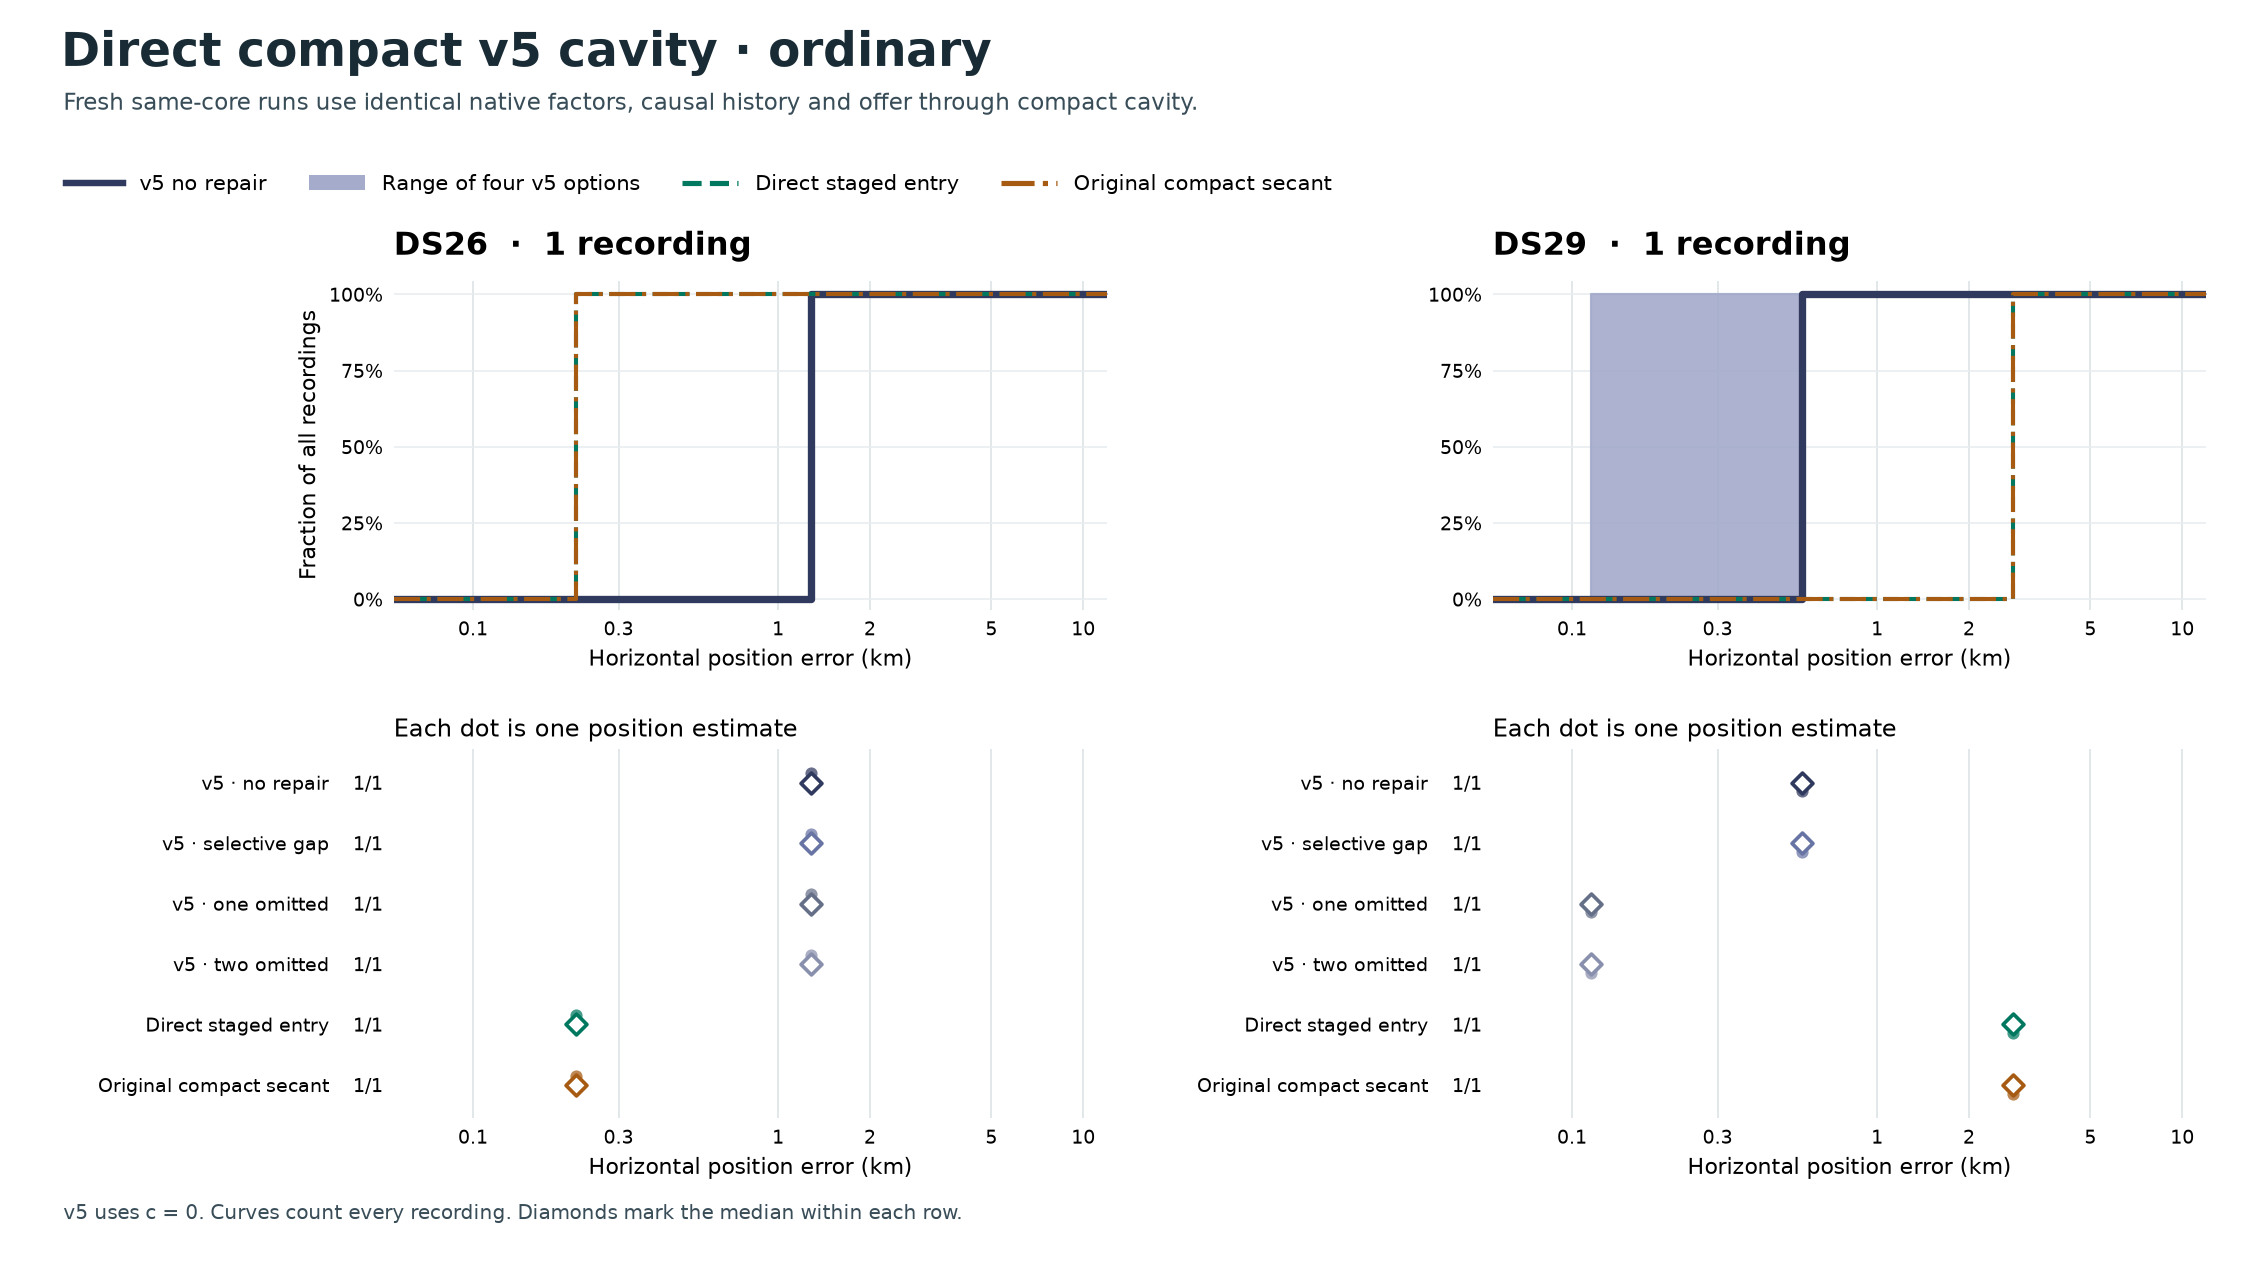 Direct compact v5 cavity · ordinary
Fresh same-core runs use identical native factors, causal history and offer through compact cavity.
v5 no repair
Range of four v5 options
Direct staged entry
Original compact secant
DS26 · 1 recording
Fraction of all recordings
100%
75%
50%
25%
0%
0.1 0.3 1 2 5 10
Horizontal position error (km)
DS29 · 1 recording
100%
75%
50%
25%
0%
0.1 0.3 1 2 5 10
Horizontal position error (km)
Each dot is one position estimate
v5 · no repair 1/1
v5 · selective gap 1/1
v5 · one omitted 1/1
v5 · two omitted 1/1
Direct staged entry 1/1
Original compact secant 1/1
0.1 0.3 1 2 5 10
Horizontal position error (km)
Each dot is one position estimate
v5 · no repair 1/1
v5 · selective gap 1/1
v5 · one omitted 1/1
v5 · two omitted 1/1
Direct staged entry 1/1
Original compact secant 1/1
0.1 0.3 1 2 5 10
Horizontal position error (km)
v5 uses c = 0. Curves count every recording. Diamonds mark the median within each row.